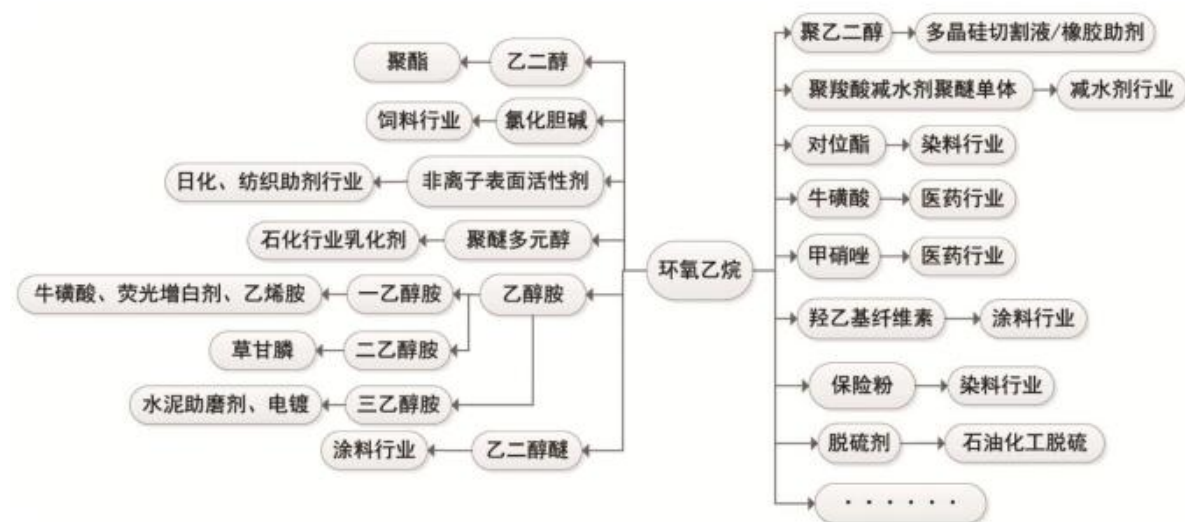 聚乙二醇
多晶硅切割液/橡胶助剂
聚酯
乙二醇
聚羧酸减水剂聚醚单体
减水剂行业
饲料行业
氯化胆碱
对位酯
染料行业
日化、纺织助剂行业
非离子表面活性剂
牛磺酸
医药行业
石化行业乳化剂
聚醚多元醇
环氧乙烷
甲硝唑
医药行业
牛磺酸、荧光增白剂、乙烯胺
一乙醇胺
乙醇胺
羟乙基纤维素
涂料行业
草甘膦
二乙醇胺
保险粉
染料行业
水泥助磨剂、电镀
三乙醇胺
涂料行业
乙二醇醚
脱硫剂
石油化工脱硫
······